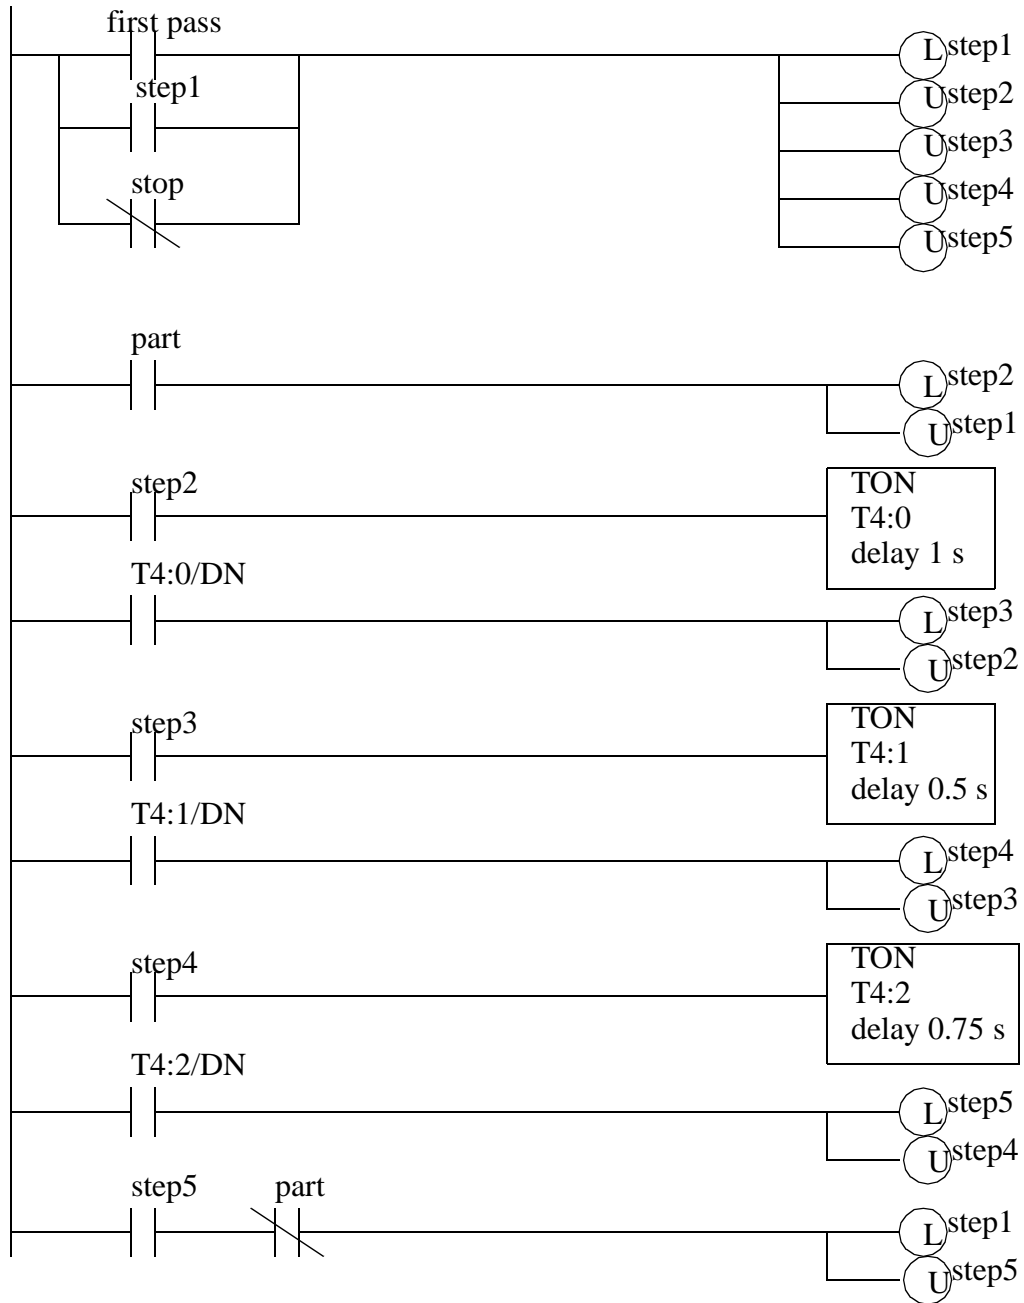 first pass
L step1
step1
U step2
U step3
stop
U step4
U step5
part
L step2
U step1
step2
TON
T4:0
delay 1 s
T4:0/DN
L step3
U step2
step3
TON
T4:1
delay 0.5 s
T4:1/DN
L step4
U step3
step4
TON
T4:2
delay 0.75 s
T4:2/DN
L step5
U step4
step5 part
L step1
U step5